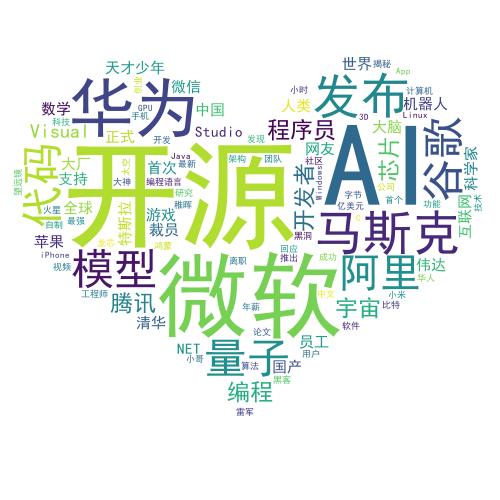 天才少年
世界
揭秘
App
华为
创业
GPU
微信
小时
发布
计算机
数学
科技
手机
中国
人类
机器人
Linux
Visual
正式
开发
Studio
发现
程序员
3D
大脑
谷歌
代码
大厂
Java
架构
团队
网友
芯片
AI
望远镜
支持
太空
首次
最新
社区
Windows
科学家
开源
大神
编程语言
研究
开发者
字节
公司
互联网
技术
火星
全球
自制
最强
特斯拉
游戏
稚晖
裁员
黑洞
亿美元
C
首个
功能
马斯克
苹果
iPhone
视频
模型
鸿蒙
微软
离职
回应
推出
成功
阿里
伟达
华人
工程师
腾讯
年薪
中文
宇宙
小米
比特
清华
论文
软件
NET
小哥
量子
员工
用户
算法
国产
编程
黑客
雷军